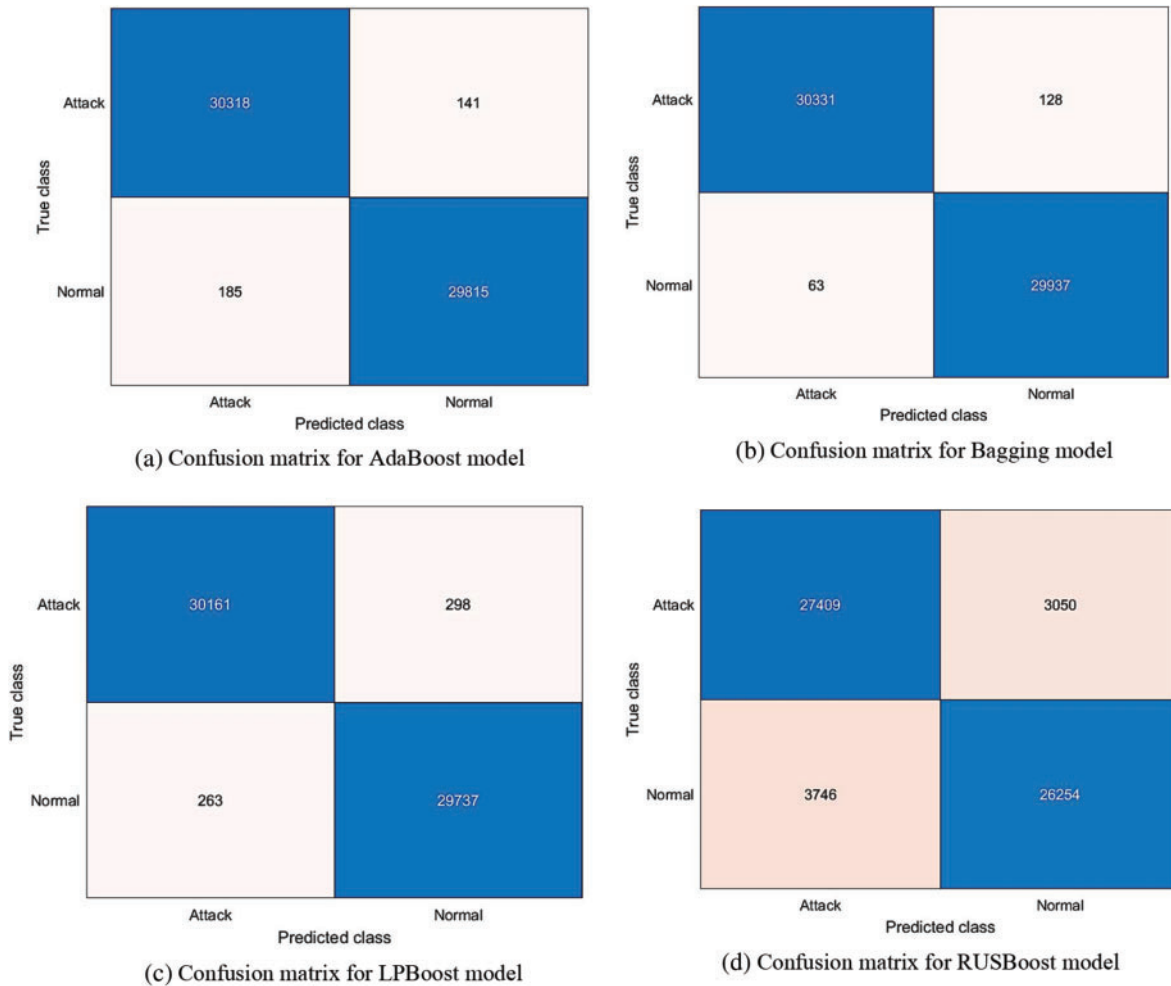 Attack
30318
141
True class
Normal
185
29815
Attack
Normal
Predicted class
(a) Confusion matrix for AdaBoost model
Attack
30331
128
True class
Normal
63
29937
Attack
Normal
Predicted class
(b) Confusion matrix for Bagging model
Attack
30161
298
True class
Normal
263
29737
Attack
Normal
Predicted class
(c) Confusion matrix for LPBoost model
Attack
27409
3050
True class
Normal
3746
26254
Attack
Normal
Predicted class
(d) Confusion matrix for RUSBoost model